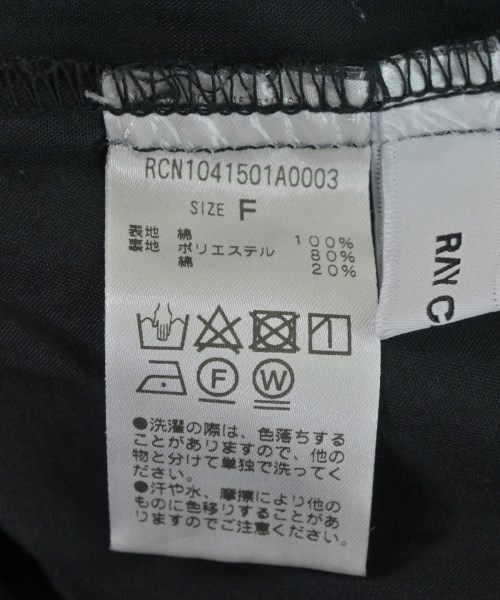 RCN1041501A0003
SIZE F
表地 綿 100%
裏地 ポリエステル 80%
綿 20%
F W
●洗濯の際は、色落ちする
ことがありますので、他の
物と分けて単独で洗ってく
ださい。
●汗や水、摩擦により他の
ものに色移りすることがあ
りますのでご注意ください。
RAY C